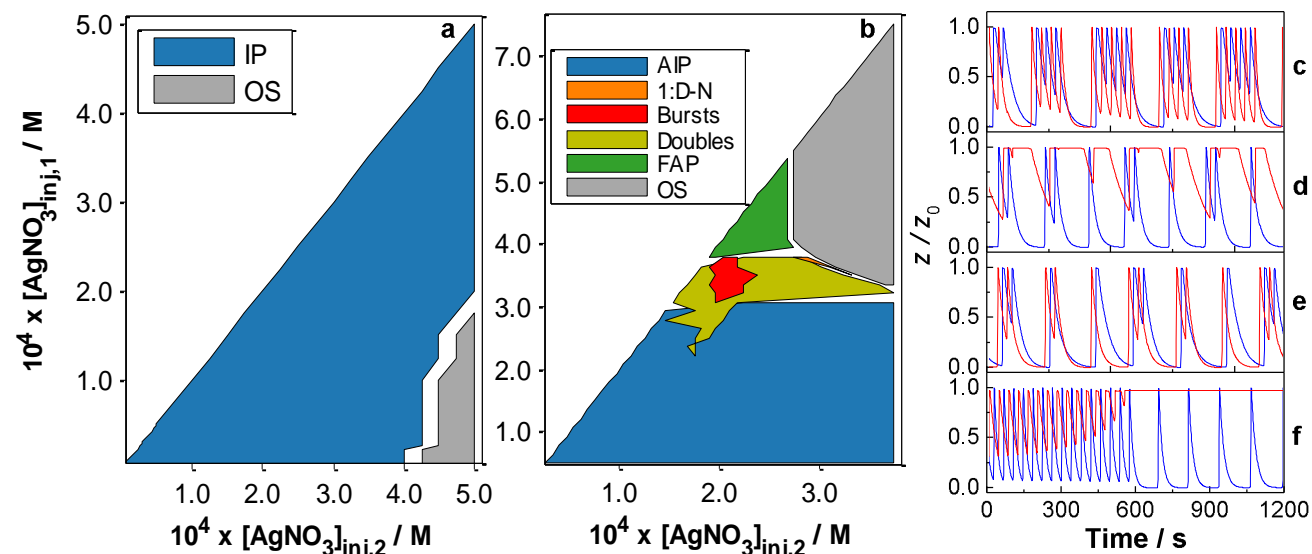 a
IP
OS
5.0
4.0
3.0
2.0
1.0
10⁴ x [AgNO₃]inj,1 / M
1.0
2.0
3.0
4.0
5.0
10⁴ x [AgNO₃]inj,2 / M
b
AIP
1:D-N
Bursts
Doubles
FAP
OS
7.0
6.0
5.0
4.0
3.0
2.0
1.0
1.0
2.0
3.0
10⁴ x [AgNO₃]inj,2 / M
z / z₀
1.0
0.5
0.0
c
1.0
0.5
0.0
d
1.0
0.5
0.0
e
1.0
0.5
0.0
f
0
300
600
900
1200
Time / s